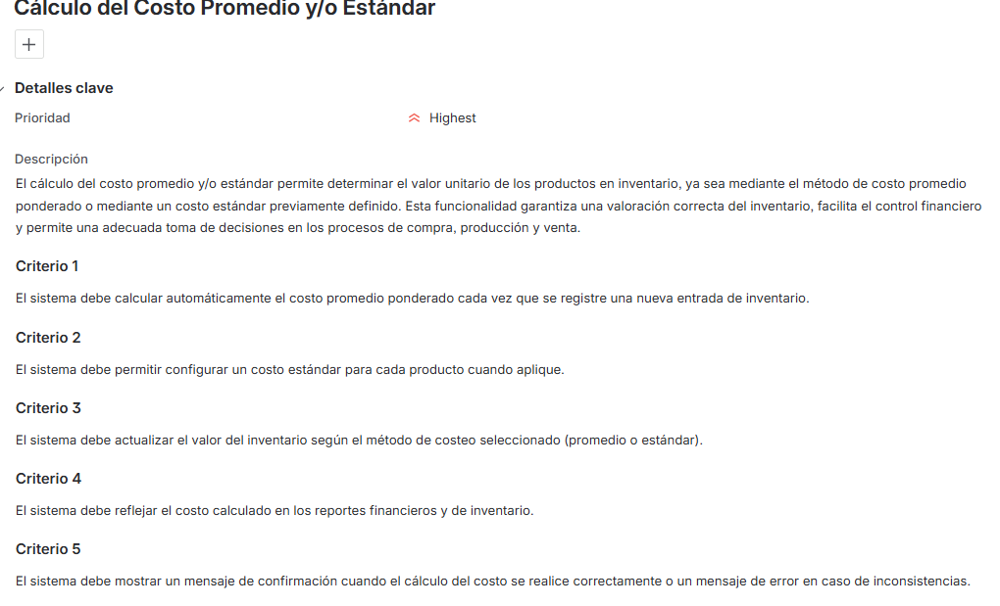 Cálculo del Costo Promedio y/o Estándar
Detalles clave
Prioridad
Highest
Descripción
El cálculo del costo promedio y/o estándar permite determinar el valor unitario de los productos en inventario, ya sea mediante el método de costo promedio
ponderado o mediante un costo estándar previamente definido. Esta funcionalidad garantiza una valoración correcta del inventario, facilita el control financiero
y permite una adecuada toma de decisiones en los procesos de compra, producción y venta.
Criterio 1
El sistema debe calcular automáticamente el costo promedio ponderado cada vez que se registre una nueva entrada de inventario.
Criterio 2
El sistema debe permitir configurar un costo estándar para cada producto cuando aplique.
Criterio 3
El sistema debe actualizar el valor del inventario según el método de costeo seleccionado (promedio o estándar).
Criterio 4
El sistema debe reflejar el costo calculado en los reportes financieros y de inventario.
Criterio 5
El sistema debe mostrar un mensaje de confirmación cuando el cálculo del costo se realice correctamente o un mensaje de error en caso de inconsistencias.